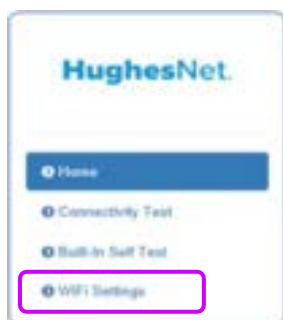 HughesNet.
Home
Connectivity Test
Built-In Self Test
WiFi Settings